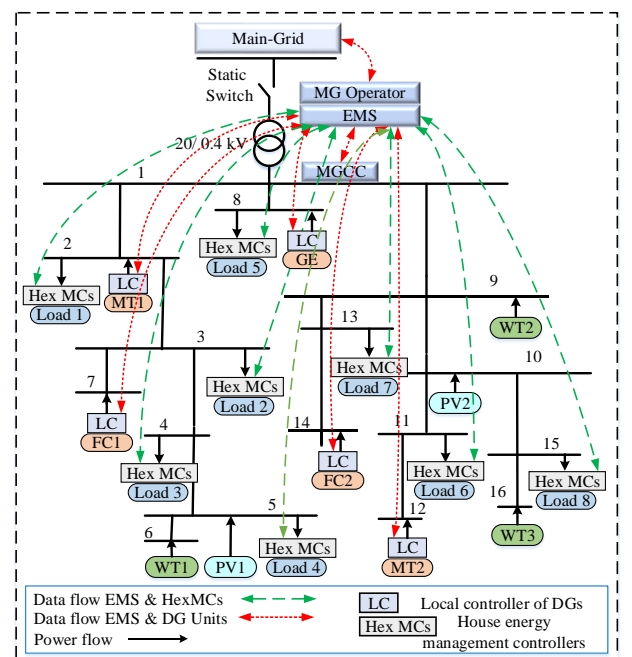 Main-Grid
Static
Switch
MG Operator
EMS
20/ 0.4 kV
MGCC
1
8
Hex MCs
Load 5
LC
GE
2
Hex MCs
Load 1
LC
MT1
9
WT2
3
13
Hex MCs
Load 7
10
PV2
7
LC
FC1
Hex MCs
Load 2
4
Hex MCs
Load 3
14
LC
FC2
11
Hex MCs
Load 6
15
Hex MCs
Load 8
16
WT3
12
LC
MT2
5
6
WT1
PV1
Hex MCs
Load 4
Data flow EMS & HexMCs
Data flow EMS & DG Units
Power flow
LC
Local controller of DGs
Hex MCs
House energy
management controllers